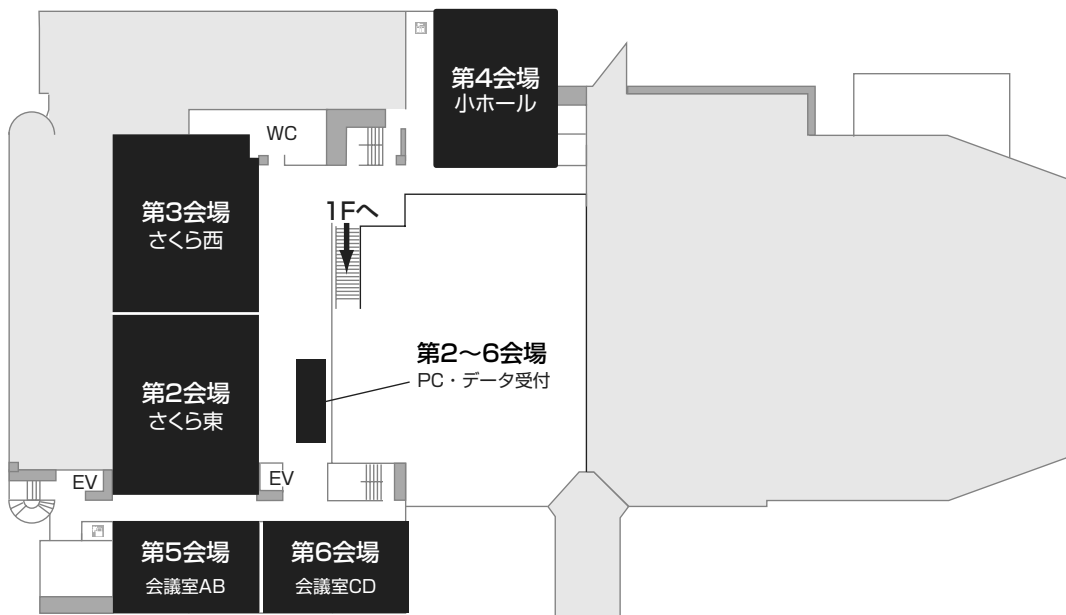 第4会場
小ホール
WC
第3会場
さくら西
1Fへ
第2会場
さくら東
第2〜6会場
PC・データ受付
EV
EV
第5会場
会議室AB
第6会場
会議室CD